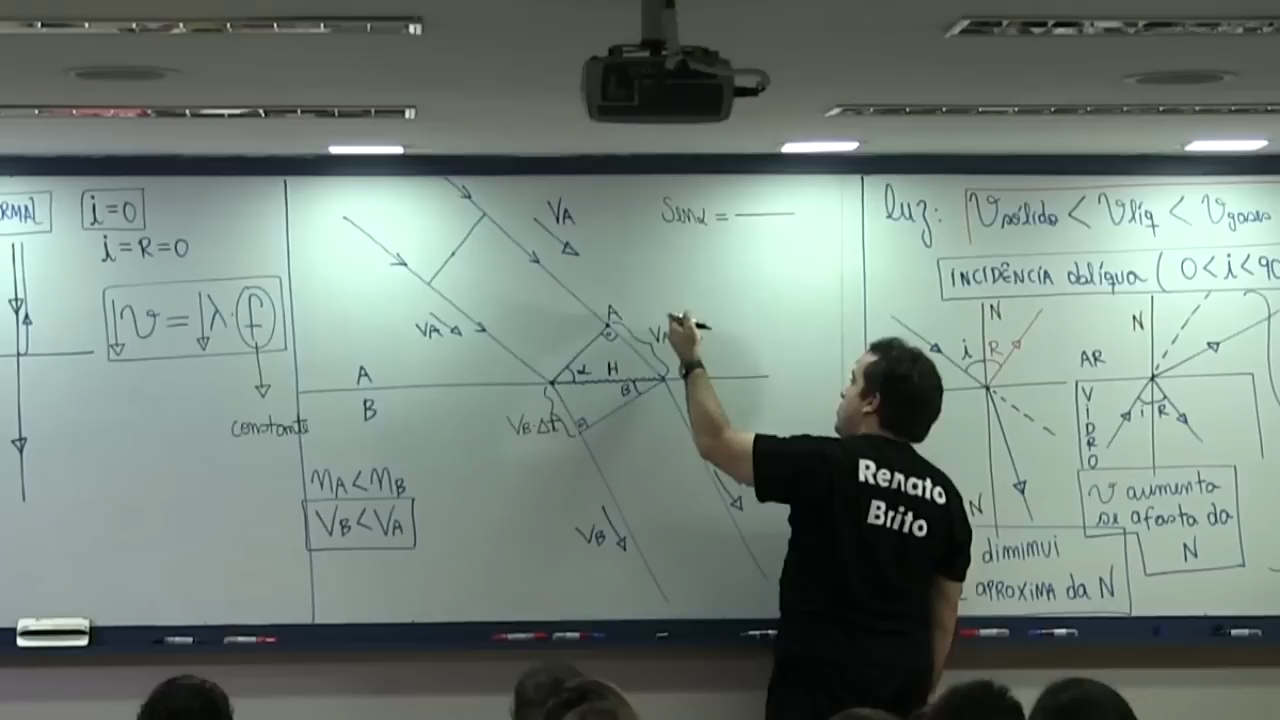 RMAL
i=0
i=R=0
V=λ.f
constante
A
B
nA<nB
VB<VA
VA
VA
A
H
α
B
VB.Δt
VB
Senα =
luz: Vsólido < Vlíq < Vgases
INCIDÊNCIA oblíqua ( 0<i<90
N
i
R
N
diminui
APROXIMA da N
N
AR
VIDRO
i
R
V aumenta
se afasta da
N
Renato
Brito